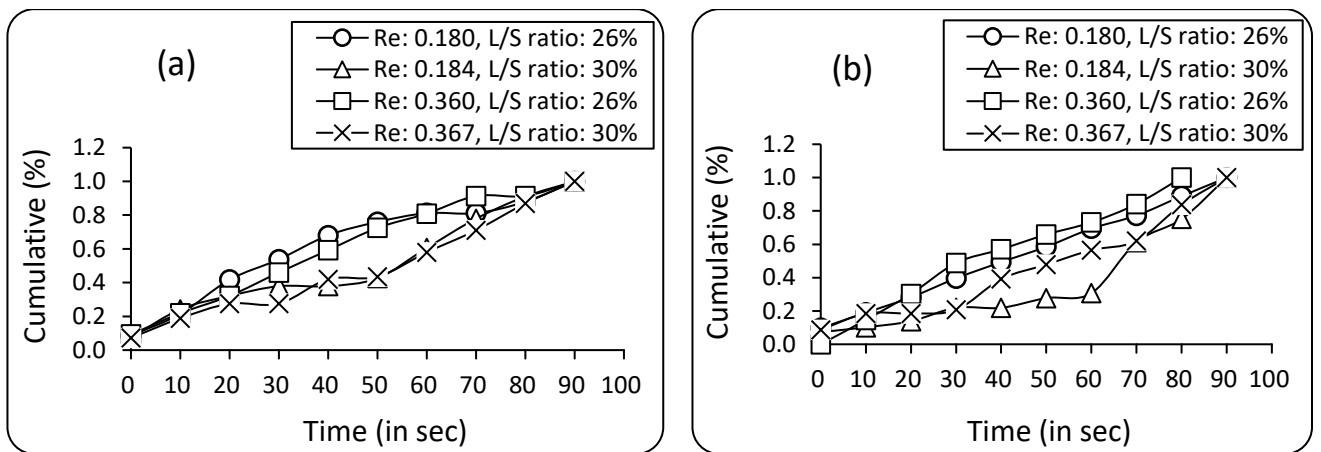 (a)
Re: 0.180, L/S ratio: 26%
Re: 0.184, L/S ratio: 30%
Re: 0.360, L/S ratio: 26%
Re: 0.367, L/S ratio: 30%
Cumulative (%)
1.2
1.0
0.8
0.6
0.4
0.2
0.0
0 10 20 30 40 50 60 70 80 90 100
Time (in sec)
(b)
Re: 0.180, L/S ratio: 26%
Re: 0.184, L/S ratio: 30%
Re: 0.360, L/S ratio: 26%
Re: 0.367, L/S ratio: 30%
Cumulative (%)
1.2
1.0
0.8
0.6
0.4
0.2
0.0
0 10 20 30 40 50 60 70 80 90 100
Time (in sec)